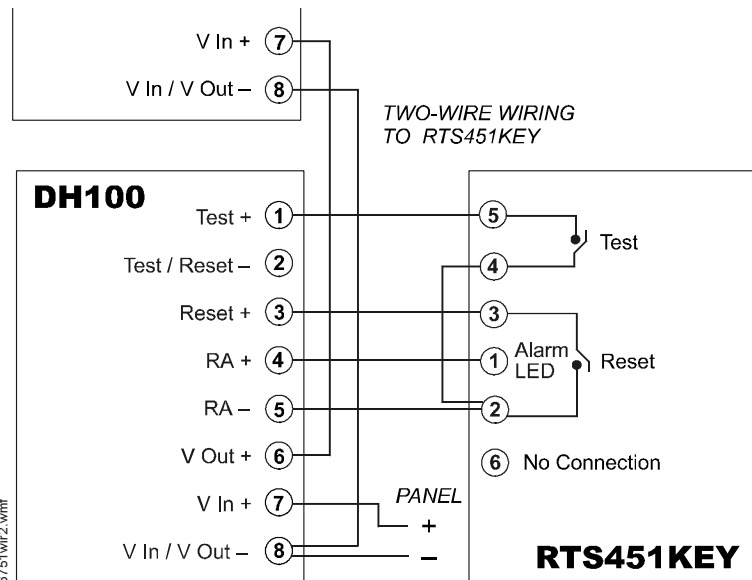 V In + 7
V In / V Out – 8
TWO-WIRE WIRING
TO RTS451KEY
DH100
Test + 1
Test / Reset – 2
Reset + 3
RA + 4
RA – 5
V Out + 6
V In + 7
V In / V Out – 8
PANEL
+
–
5
4
Test
3
1 Alarm
LED
Reset
2
6 No Connection
RTS451KEY